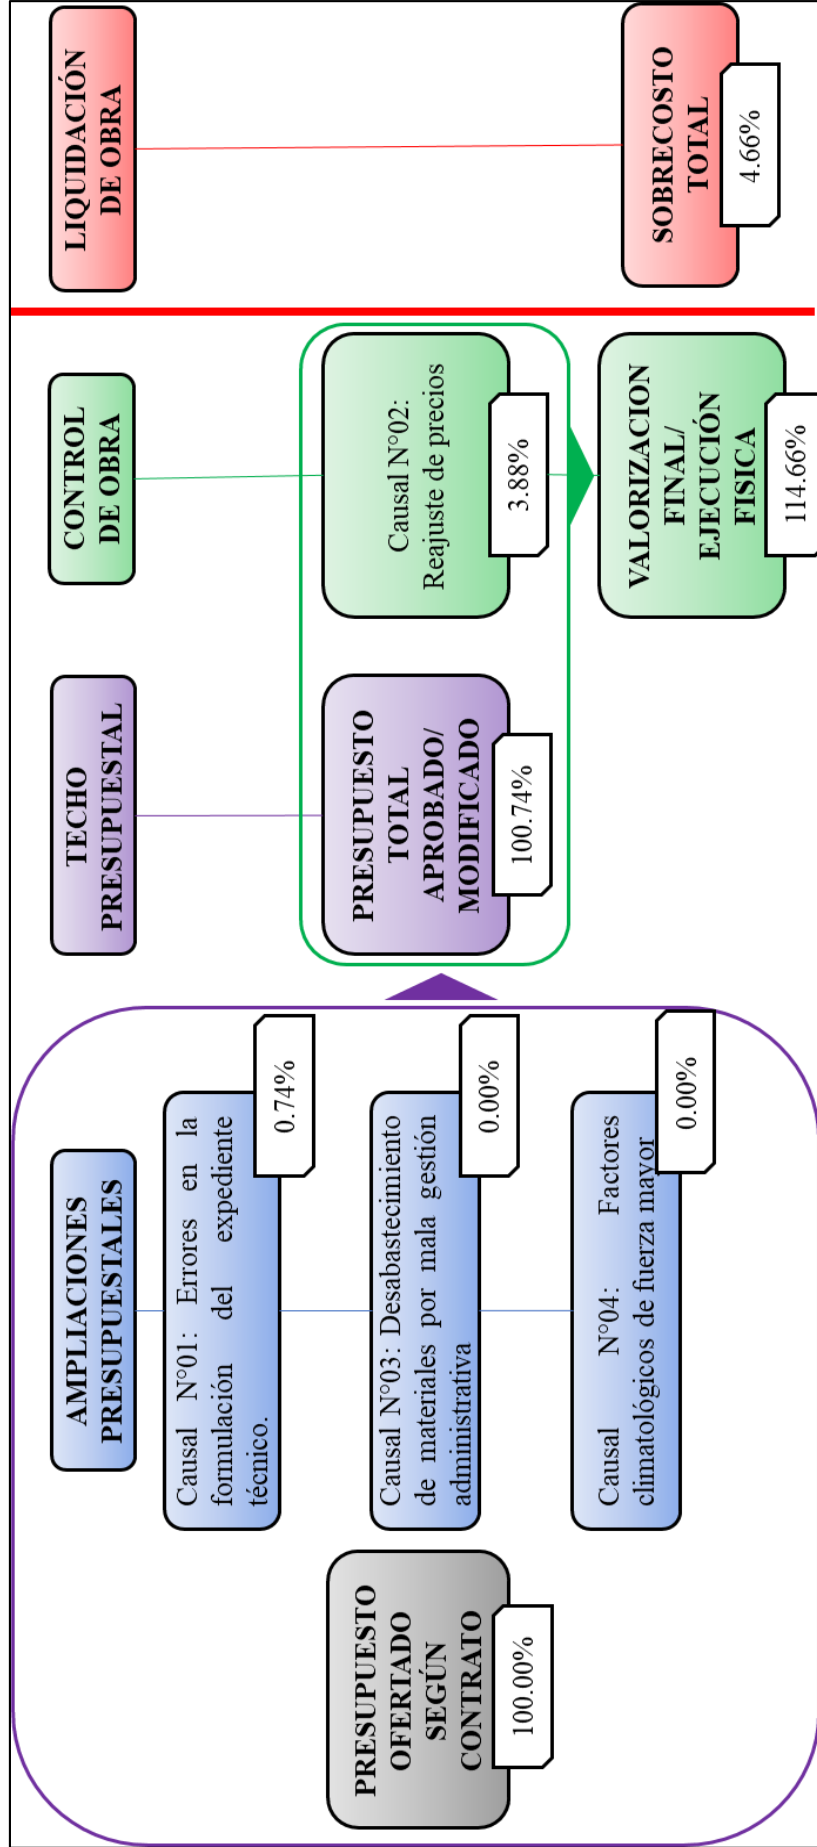 PRESUPUESTO
OFERTADO
SEGÚN
CONTRATO
100.00%
AMPLIACIONES
PRESUPUESTALES
Causal N°01: Errores en la
formulación del expediente
técnico.
0.74%
Causal N°03: Desabastecimiento
de materiales por mala gestión
administrativa
0.00%
Causal N°04: Factores
climatológicos de fuerza mayor
0.00%
TECHO
PRESUPUESTAL
PRESUPUESTO
TOTAL
APROBADO/
MODIFICADO
100.74%
CONTROL
DE OBRA
Causal N°02:
Reajuste de precios
3.88%
VALORIZACION
FINAL/
EJECUCIÓN
FISICA
114.66%
LIQUIDACIÓN
DE OBRA
SOBRECOSTO
TOTAL
4.66%